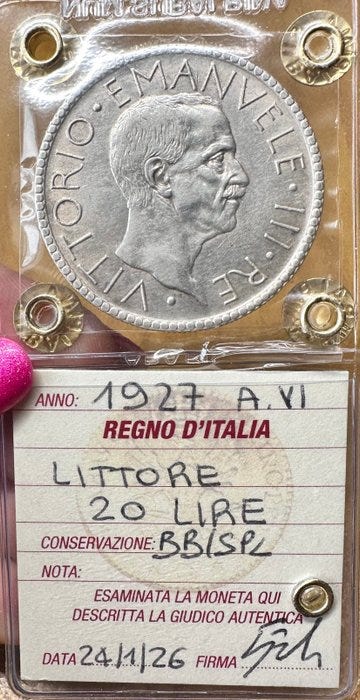 VITTORIO · EMANVELE · III · RE ·
ANNO: 1927 A.VI
REGNO D'ITALIA
LITTORE
20 LIRE
CONSERVAZIONE: BB/SPL
NOTA:
ESAMINATA LA MONETA QUI
DESCRITTA LA GIUDICO AUTENTICA
DATA 24/1/26 FIRMA